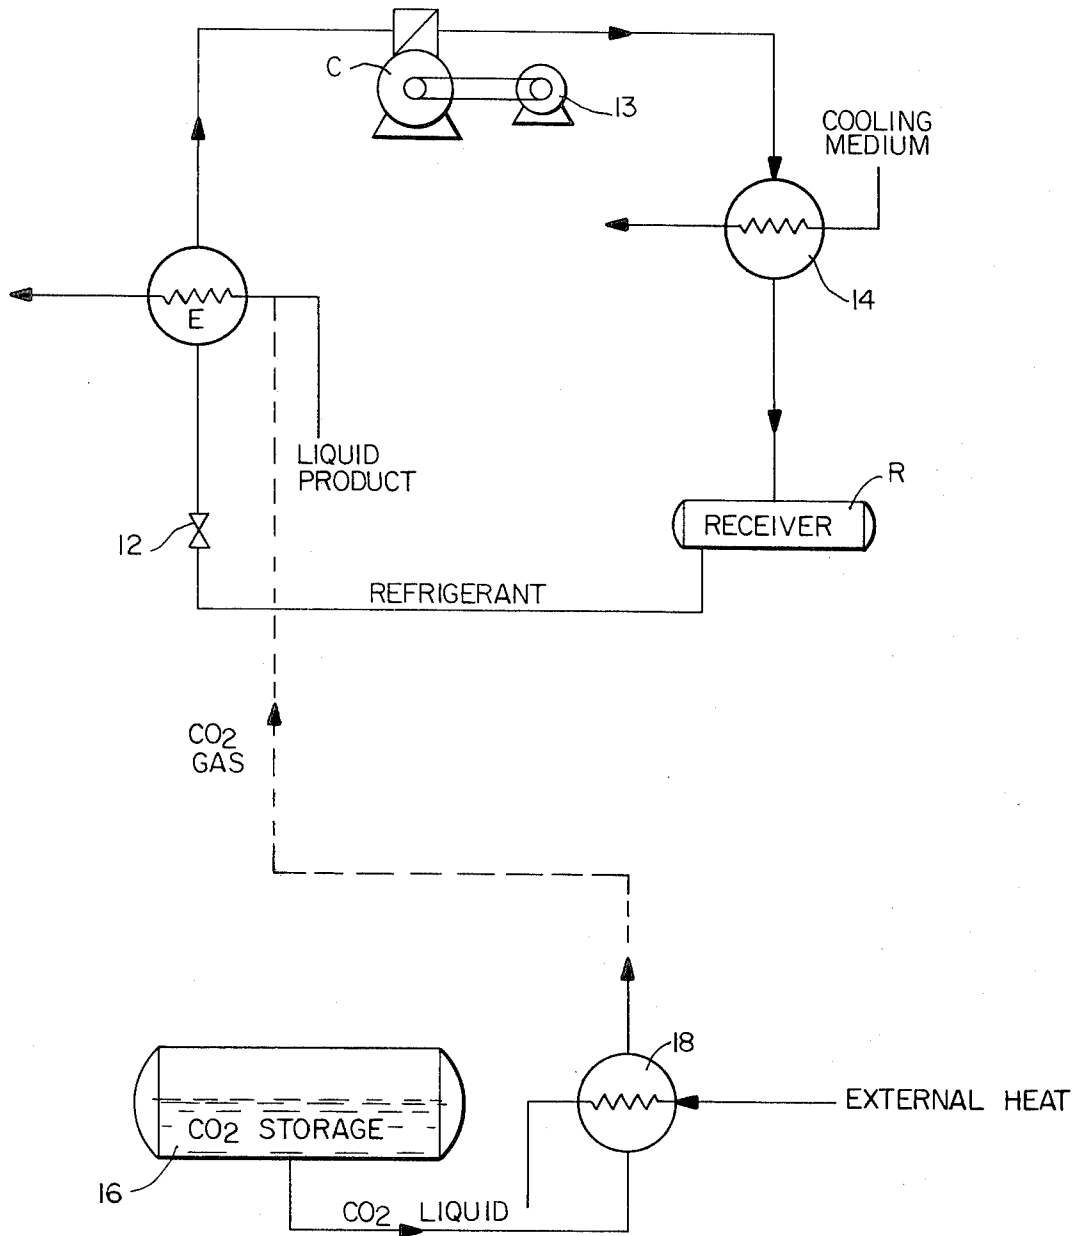 C
13
COOLING
MEDIUM
14
E
LIQUID
PRODUCT
R
RECEIVER
12
REFRIGERANT
CO2
GAS
18
EXTERNAL HEAT
CO2 STORAGE
16
CO2 LIQUID